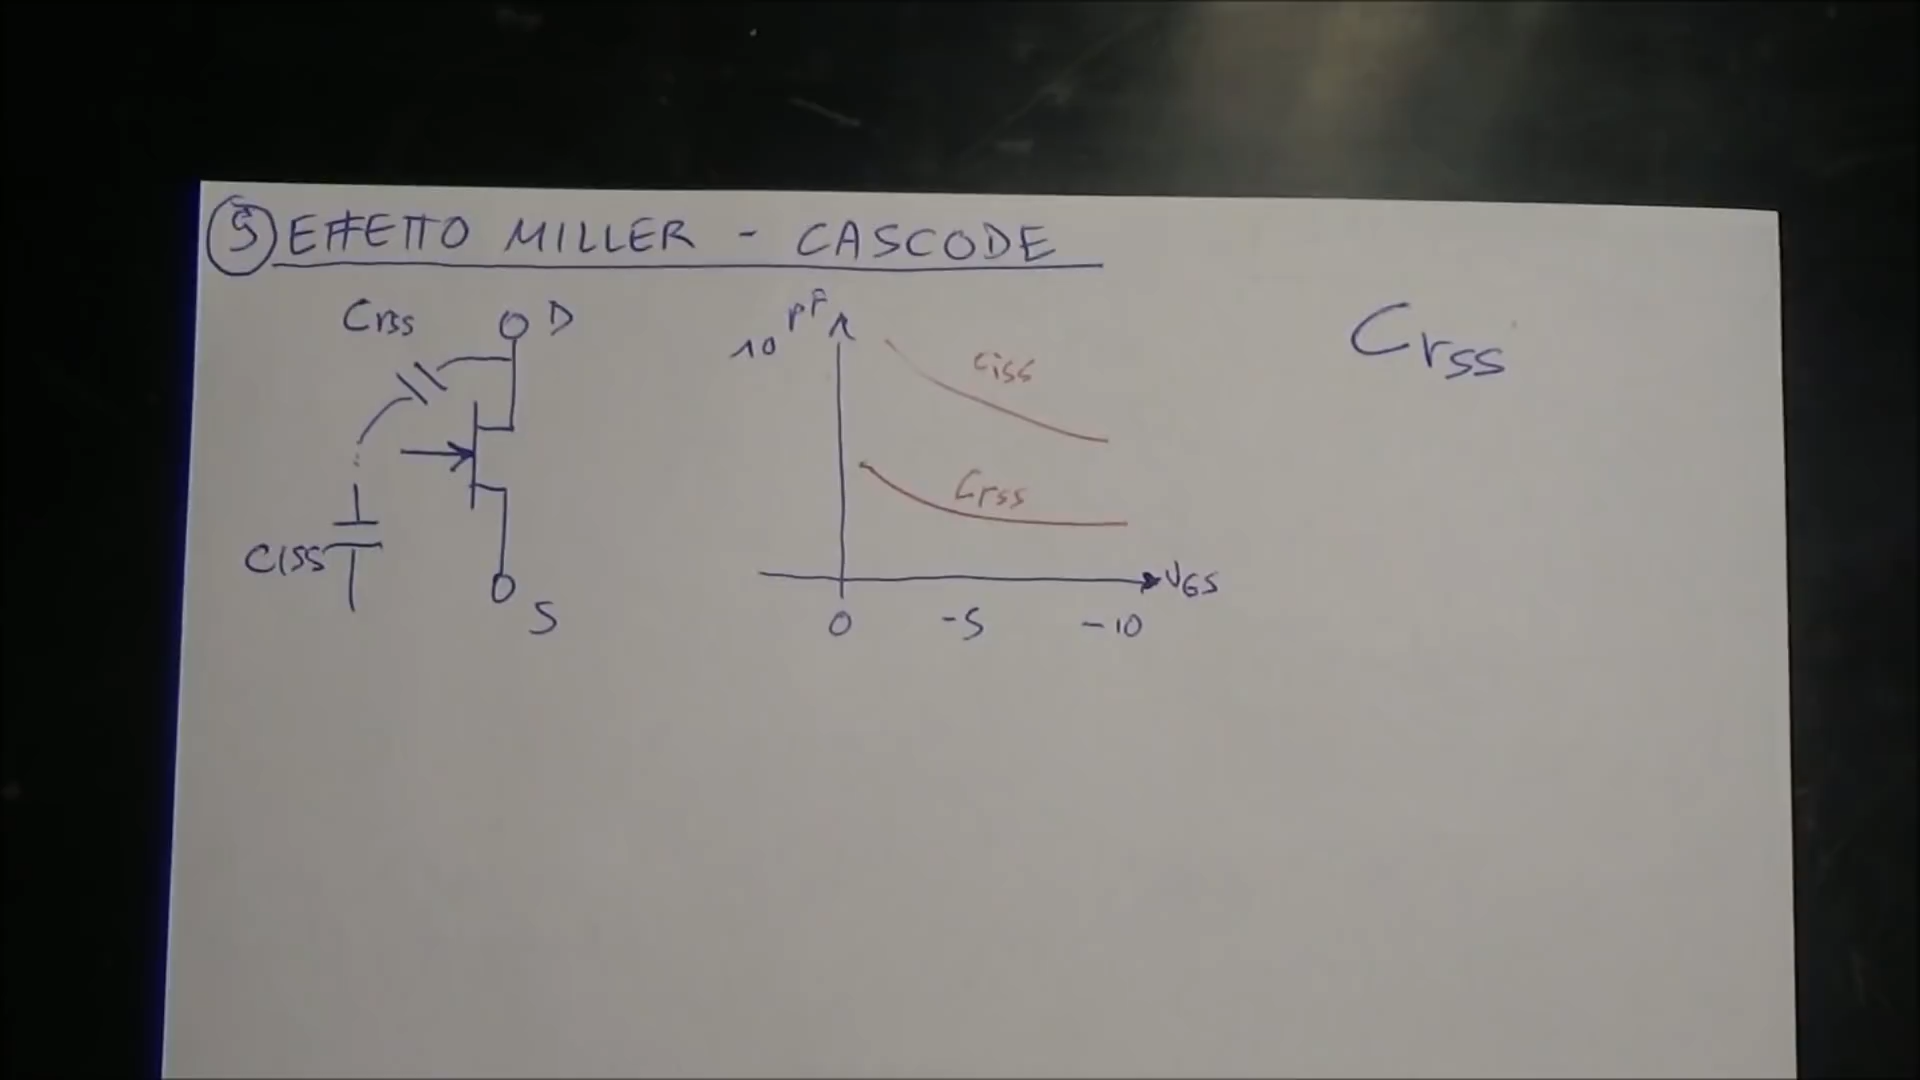 5 EFFETTO MILLER - CASCODE
Crss
D
Ciss
S
pF
10
Ciss
Crss
VGS
0 -5 -10
Crss